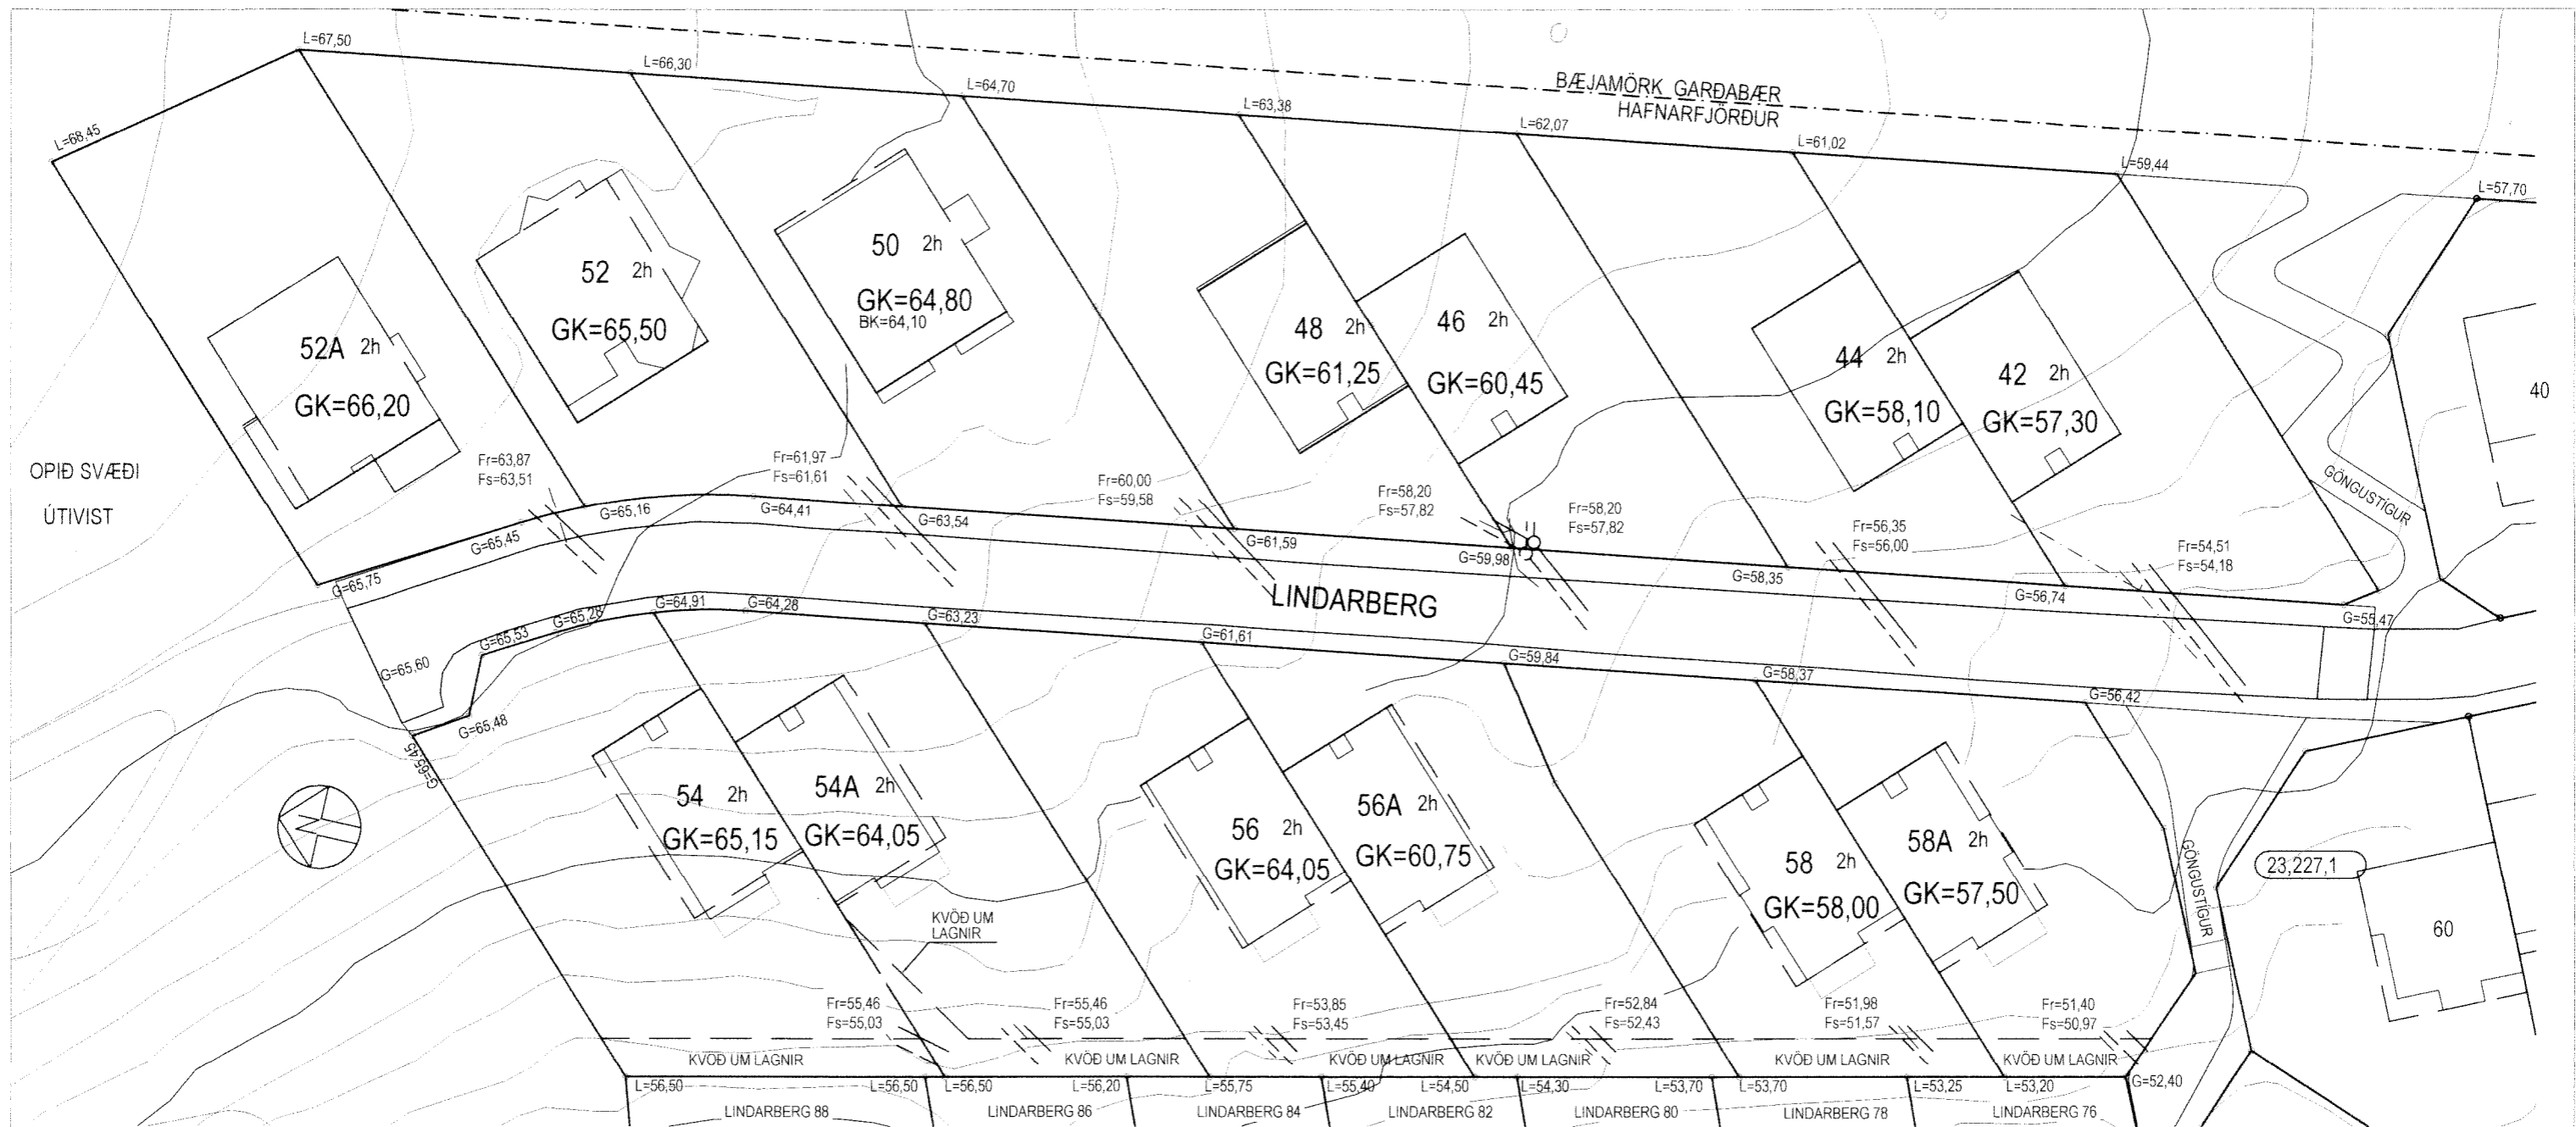 L=67,50
L=66,30
L=64,70
L=63,38
L=62,07
L=61,02
L=59,44
L=57,70
L=68,45
BÆJAMÖRK GARÐABÆR
HAFNARFJÖRÐUR
52A 2h
GK=66,20
52 2h
GK=65,50
50 2h
GK=64,80
BK=64,10
48 2h
GK=61,25
46 2h
GK=60,45
44 2h
GK=58,10
42 2h
GK=57,30
40
OPIÐ SVÆÐI
ÚTIVIST
Fr=63,87
Fs=63,51
Fr=61,97
Fs=61,61
Fr=60,00
Fs=59,58
Fr=58,20
Fs=57,82
Fr=58,20
Fs=57,82
Fr=56,35
Fs=56,00
Fr=54,51
Fs=54,18
GÖNGUSTÍGUR
G=65,75
G=65,45
G=65,16
G=64,41
G=63,54
G=61,59
G=59,98
G=58,35
G=56,74
G=55,47
LINDARBERG
G=65,60
G=65,53
G=65,28
G=64,91
G=64,28
G=63,23
G=61,61
G=59,84
G=58,37
G=56,42
G=65,48
G=65,45
N
54 2h
GK=65,15
54A 2h
GK=64,05
56 2h
GK=64,05
56A 2h
GK=60,75
58 2h
GK=58,00
58A 2h
GK=57,50
GÖNGUSTÍGUR
23,227,1
60
KVÖÐ UM
LAGNIR
Fr=55,46
Fs=55,03
Fr=55,46
Fs=55,03
Fr=53,85
Fs=53,45
Fr=52,84
Fs=52,43
Fr=51,98
Fs=51,57
Fr=51,40
Fs=50,97
KVÖÐ UM LAGNIR
KVÖÐ UM LAGNIR
KVÖÐ UM LAGNIR
KVÖÐ UM LAGNIR
KVÖÐ UM LAGNIR
KVÖÐ UM LAGNIR
L=56,50
L=56,50
L=56,50
L=56,20
L=55,75
L=55,40
L=54,50
L=54,30
L=53,70
L=53,70
L=53,25
L=53,20
G=52,40
LINDARBERG 88
LINDARBERG 86
LINDARBERG 84
LINDARBERG 82
LINDARBERG 80
LINDARBERG 78
LINDARBERG 76